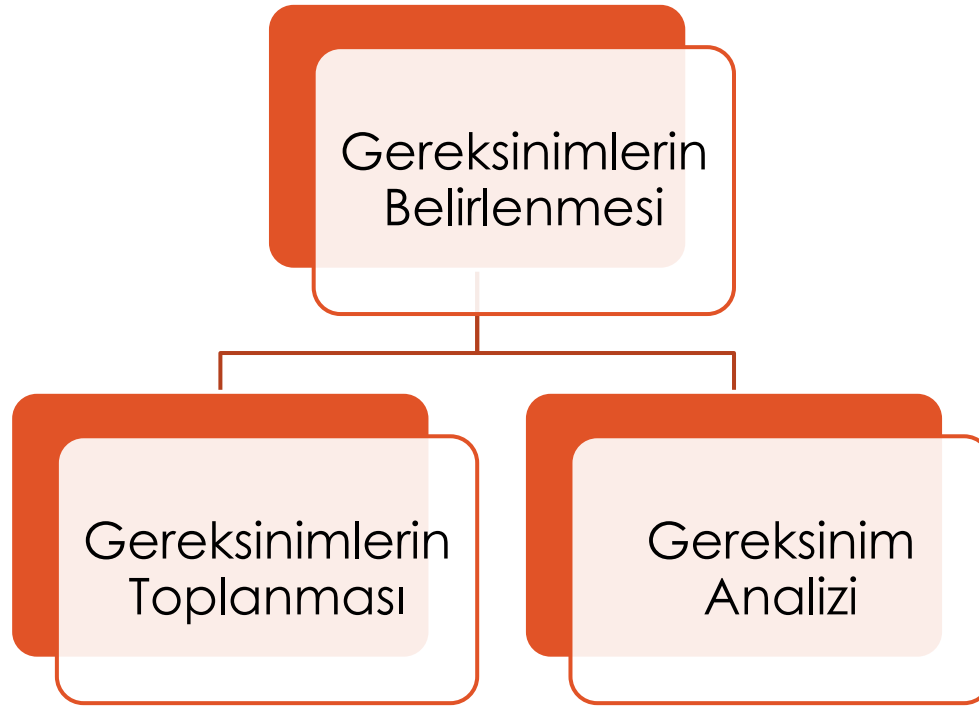 Gereksinimlerin
Belirlenmesi
Gereksinimlerin
Toplanması
Gereksinim
Analizi